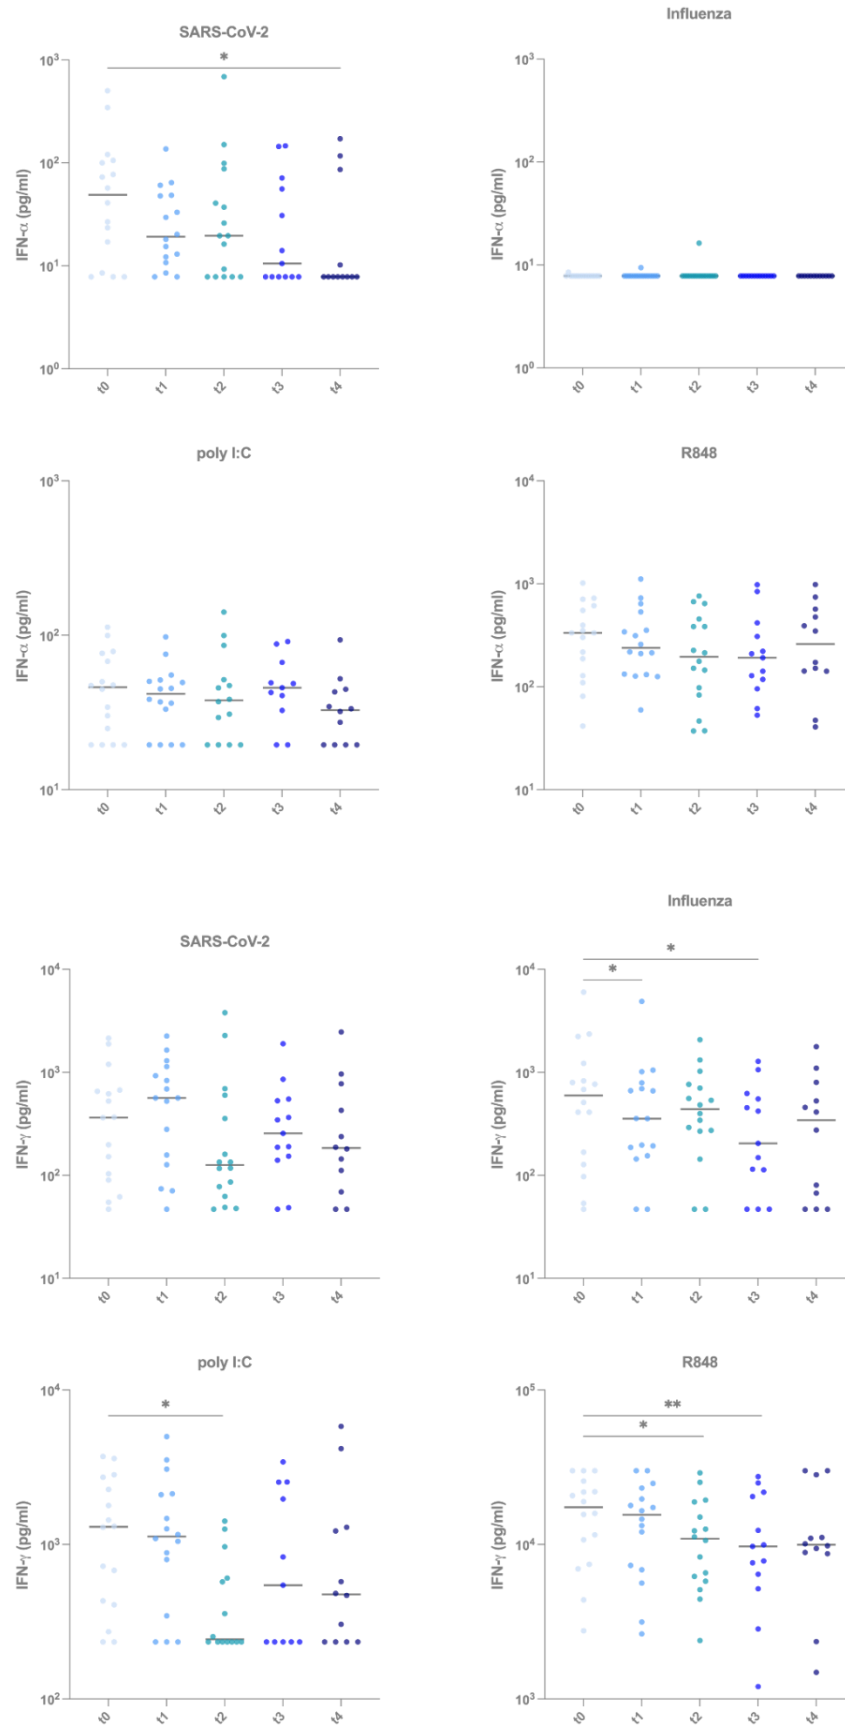 SARS-CoV-2
*
IFN-α (pg/ml)
10³
10²
10¹
10⁰
t0 t1 t2 t3 t4
Influenza
IFN-α (pg/ml)
10³
10²
10¹
10⁰
t0 t1 t2 t3 t4
poly I:C
IFN-α (pg/ml)
10³
10²
10¹
t0 t1 t2 t3 t4
R848
IFN-α (pg/ml)
10⁴
10³
10²
10¹
t0 t1 t2 t3 t4
SARS-CoV-2
IFN-γ (pg/ml)
10⁴
10³
10²
10¹
t0 t1 t2 t3 t4
Influenza
*
*
IFN-γ (pg/ml)
10⁴
10³
10²
10¹
t0 t1 t2 t3 t4
poly I:C
*
IFN-γ (pg/ml)
10⁴
10³
10²
t0 t1 t2 t3 t4
R848
**
*
IFN-γ (pg/ml)
10⁵
10⁴
10³
t0 t1 t2 t3 t4